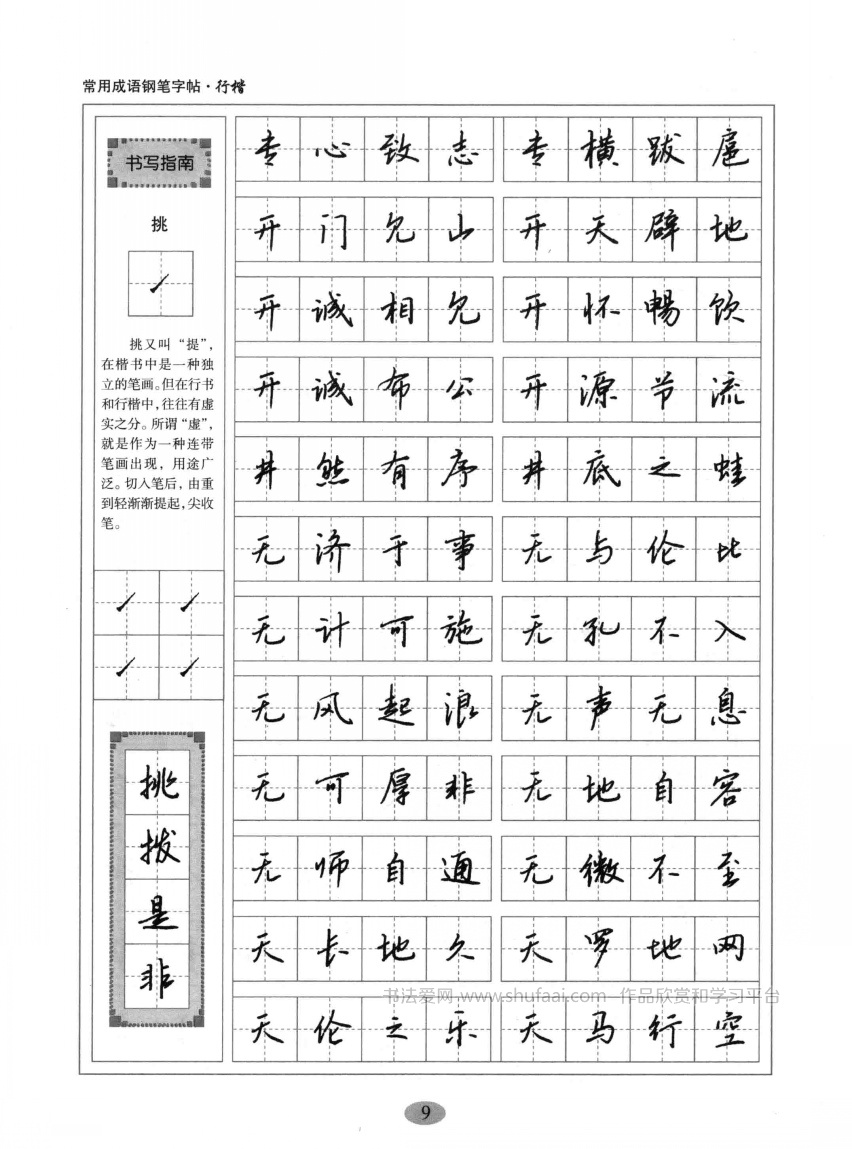 常用成语钢笔字帖·行楷
书写指南
挑
挑又叫“提”，
在楷书中是一种独
立的笔画。但在行书
和行楷中，往往有虚
实之分。所谓“虚”，
就是作为一种连带
笔画出现，用途广
泛。切入笔后，由重
到轻渐渐提起，尖收
笔。
挑拨是非
专心致志 专横跋扈
开门见山 开天辟地
开诚相见 开怀畅饮
开诚布公 开源节流
井然有序 井底之蛙
无济于事 无与伦比
无计可施 无孔不入
无风起浪 无声无息
无可厚非 无地自容
无师自通 无微不至
天长地久 天罗地网
天伦之乐 天马行空
书法爱网 www.shufaai.com 作品欣赏和学习平台
9